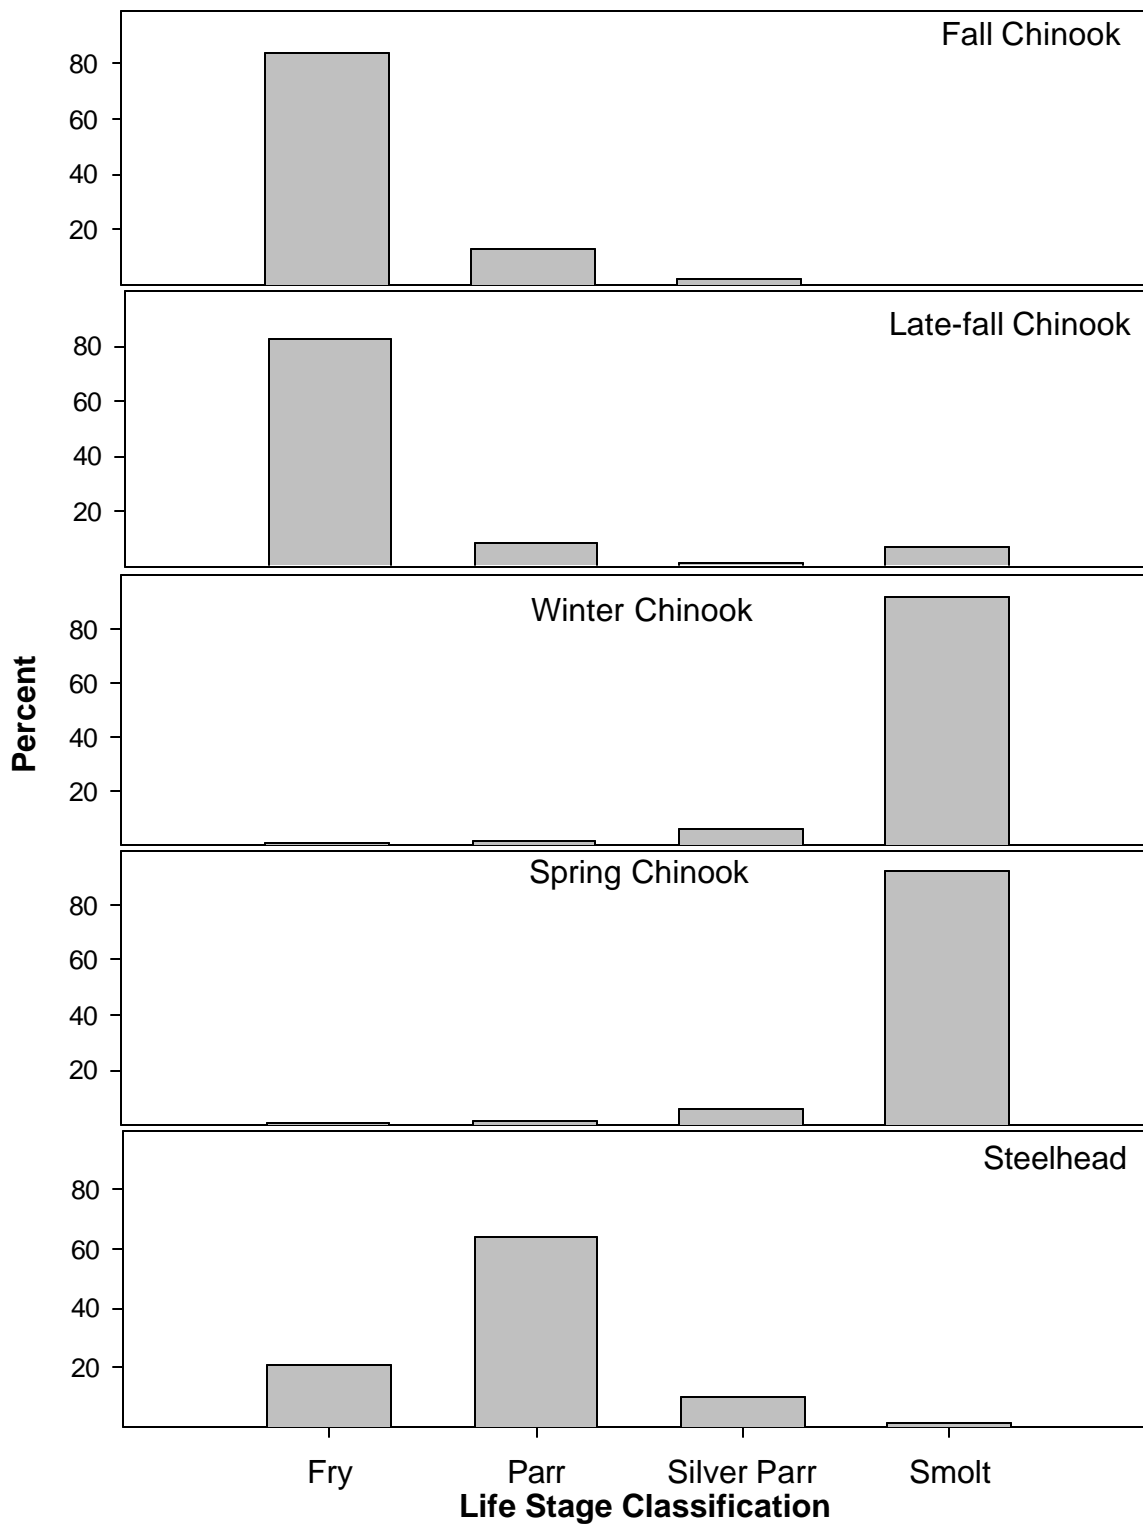 Fall Chinook
80
60
40
20
Late-fall Chinook
80
60
40
20
Winter Chinook
80
60
40
20
Percent
Spring Chinook
80
60
40
20
Steelhead
80
60
40
20
Fry Parr Silver Parr Smolt
Life Stage Classification